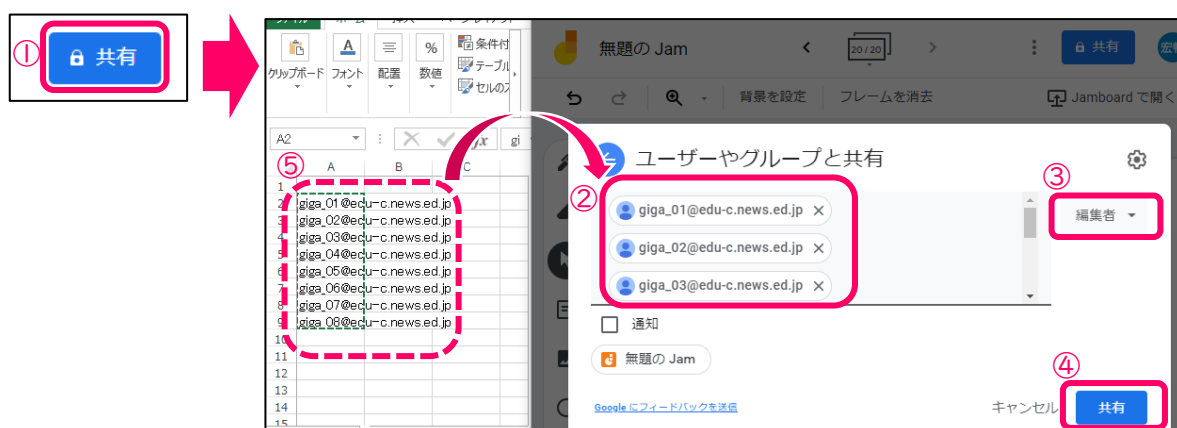 ①
共有
クリップボード
フォント
配置
数値
%
条件付
テーブル
セルのス
A2
fx
gi
⑤
A B C
1
2 giga_01@edu-c.news.ed.jp
3 giga_02@edu-c.news.ed.jp
4 giga_03@edu-c.news.ed.jp
5 giga_04@edu-c.news.ed.jp
6 giga_05@edu-c.news.ed.jp
7 giga_06@edu-c.news.ed.jp
8 giga_07@edu-c.news.ed.jp
9 giga_08@edu-c.news.ed.jp
10
11
12
13
14
15
無題の Jam
20 / 20
共有
背景を設定
フレームを消去
Jamboard で開く
ユーザーやグループと共有
②
giga_01@edu-c.news.ed.jp
giga_02@edu-c.news.ed.jp
giga_03@edu-c.news.ed.jp
③
編集者
通知
無題の Jam
Google にフィードバックを送信
キャンセル
④
共有